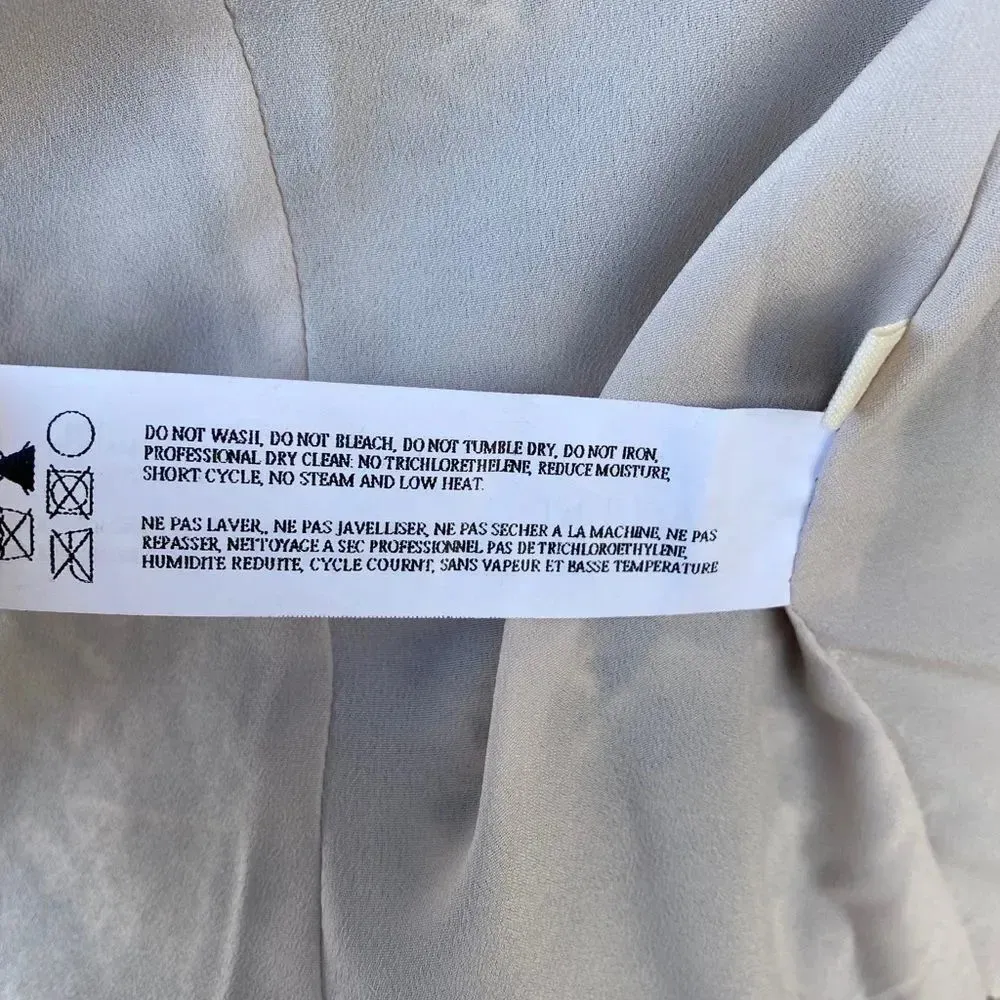 DO NOT WASH, DO NOT BLEACH, DO NOT TUMBLE DRY, DO NOT IRON,
PROFESSIONAL DRY CLEAN: NO TRICHLORETHELENE, REDUCE MOISTURE,
SHORT CYCLE, NO STEAM AND LOW HEAT.
NE PAS LAVER, NE PAS JAVELLISER, NE PAS SECHER A LA MACHINE, NE PAS
REPASSER, NETTOYAGE A SEC PROFESSIONNEL PAS DE TRICHLOROETHYLENE,
HUMIDITE REDUITE, CYCLE COURNT, SANS VAPEUR ET BASSE TEMPERATURE